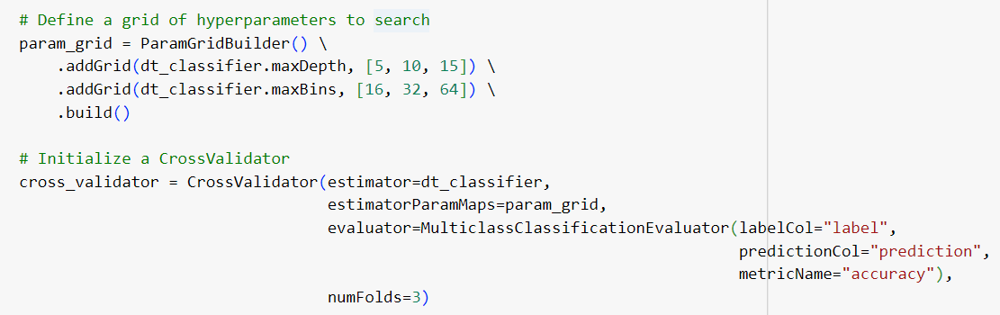 # Define a grid of hyperparameters to search
param_grid = ParamGridBuilder() \
    .addGrid(dt_classifier.maxDepth, [5, 10, 15]) \
    .addGrid(dt_classifier.maxBins, [16, 32, 64]) \
    .build()

# Initialize a CrossValidator
cross_validator = CrossValidator(estimator=dt_classifier,
                                 estimatorParamMaps=param_grid,
                                 evaluator=MulticlassClassificationEvaluator(labelCol="label",
                                                                             predictionCol="prediction",
                                                                             metricName="accuracy"),
                                 numFolds=3)